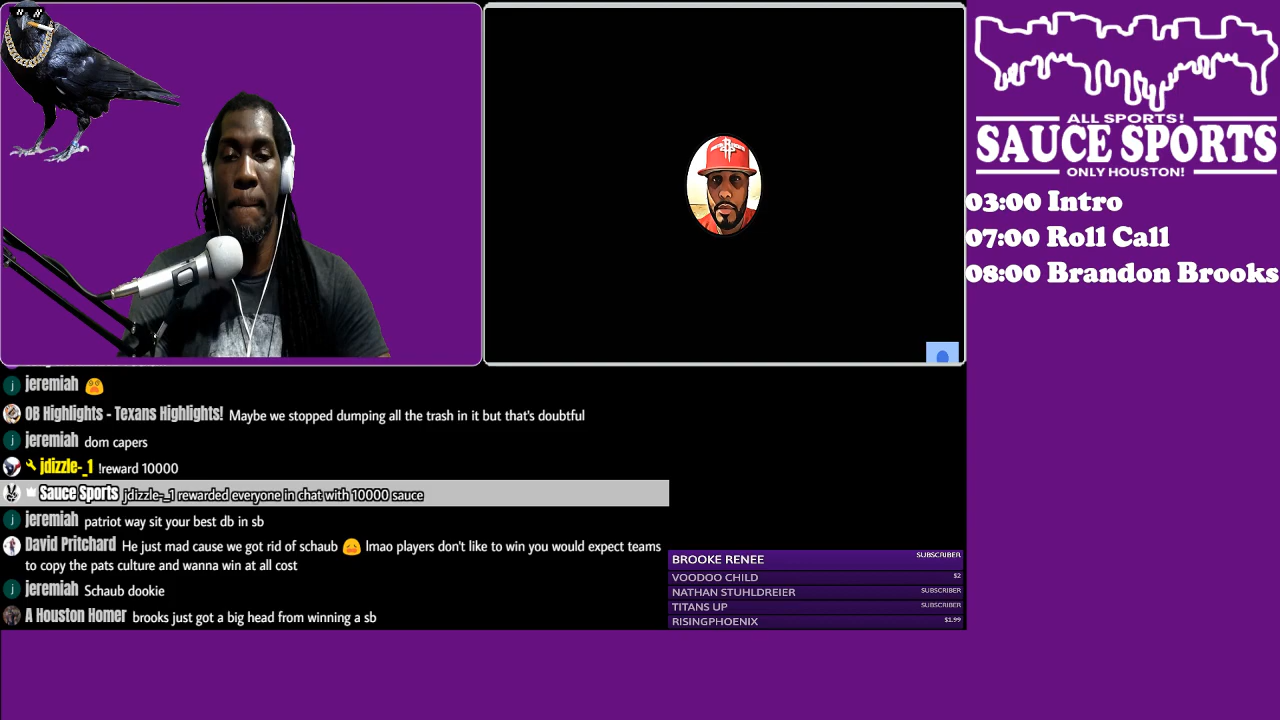 ALL SPORTS!
SAUCE SPORTS
ONLY HOUSTON!
03:00 Intro
07:00 Roll Call
08:00 Brandon Brooks
j jeremiah 😩
OB Highlights - Texans Highlights! Maybe we stopped dumping all the trash in it but that's doubtful
j jeremiah dom capers
jdizzle-_1 !reward 10000
Sauce Sports jdizzle-_1 rewarded everyone in chat with 10000 sauce
j jeremiah patriot way sit your best db in sb
David Pritchard He just mad cause we got rid of schaub 😩 lmao players don't like to win you would expect teams
to copy the pats culture and wanna win at all cost
j jeremiah Schaub dookie
A Houston Homer brooks just got a big head from winning a sb
BROOKE RENEE SUBSCRIBER
VOODOO CHILD $2
NATHAN STUHLDREIER SUBSCRIBER
TITANS UP SUBSCRIBER
RISINGPHOENIX $1.99